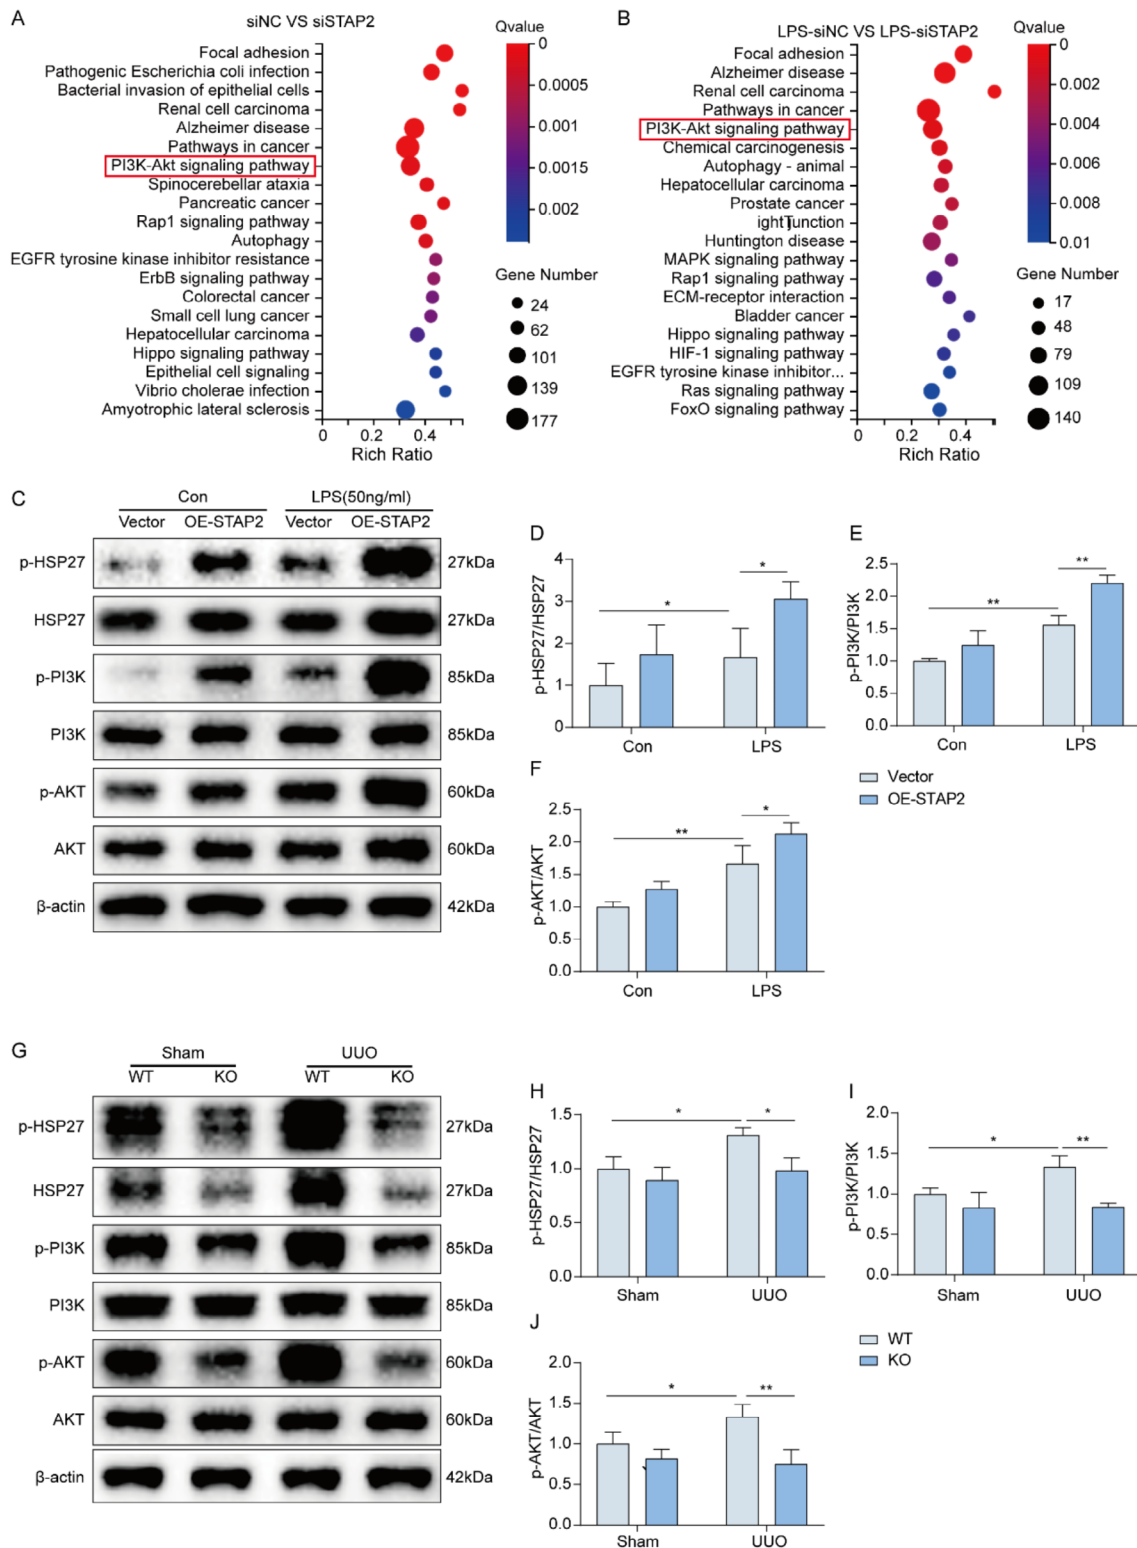 A
siNC VS siSTAP2
Focal adhesion
Pathogenic Escherichia coli infection
Bacterial invasion of epithelial cells
Renal cell carcinoma
Alzheimer disease
Pathways in cancer
PI3K-Akt signaling pathway
Spinocerebellar ataxia
Pancreatic cancer
Rap1 signaling pathway
Autophagy
EGFR tyrosine kinase inhibitor resistance
ErbB signaling pathway
Colorectal cancer
Small cell lung cancer
Hepatocellular carcinoma
Hippo signaling pathway
Epithelial cell signaling
Vibrio cholerae infection
Amyotrophic lateral sclerosis
0 0.4
Rich Ratio
Qvalue
0
0.0005
0.001
0.0015
0.002
Gene Number
24
62
101
139
177
B
LPS-siNC VS LPS-siSTAP2
Focal adhesion
Alzheimer disease
Renal cell carcinoma
Pathways in cancer
PI3K-Akt signaling pathway
Chemical carcinogenesis
Autophagy - animal
Hepatocellular carcinoma
Prostate cancer
ightTjunction
Huntington disease
MAPK signaling pathway
Rap1 signaling pathway
ECM-receptor interaction
Bladder cancer
Hippo signaling pathway
HIF-1 signaling pathway
EGFR tyrosine kinase inhibitor...
Ras signaling pathway
FoxO signaling pathway
0 0.2 0.4
Rich Ratio
Qvalue
0
0.002
0.004
0.006
0.008
0.01
Gene Number
17
48
79
109
140
C
Con LPS(50ng/ml)
Vector OE-STAP2 Vector OE-STAP2
p-HSP27 27kDa
HSP27 27kDa
p-PI3K 85kDa
PI3K 85kDa
p-AKT 60kDa
AKT 60kDa
β-actin 42kDa
D
p-HSP27/HSP27
4
3
2
1
0
* *
Con LPS
E
p-PI3K/PI3K
2.5
2.0
1.5
1.0
0.5
0.0
** **
Con LPS
F
p-AKT/AKT
2.5
2.0
1.5
1.0
0.5
0.0
** *
Con LPS
Vector
OE-STAP2
G
Sham UUO
WT KO WT KO
p-HSP27 27kDa
HSP27 27kDa
p-PI3K 85kDa
PI3K 85kDa
p-AKT 60kDa
AKT 60kDa
β-actin 42kDa
H
p-HSP27/HSP27
1.5
1.0
0.5
0.0
* *
Sham UUO
I
p-PI3K/PI3K
2.0
1.5
1.0
0.5
0.0
* **
Sham UUO
J
p-AKT/AKT
2.0
1.5
1.0
0.5
0.0
* **
Sham UUO
WT
KO